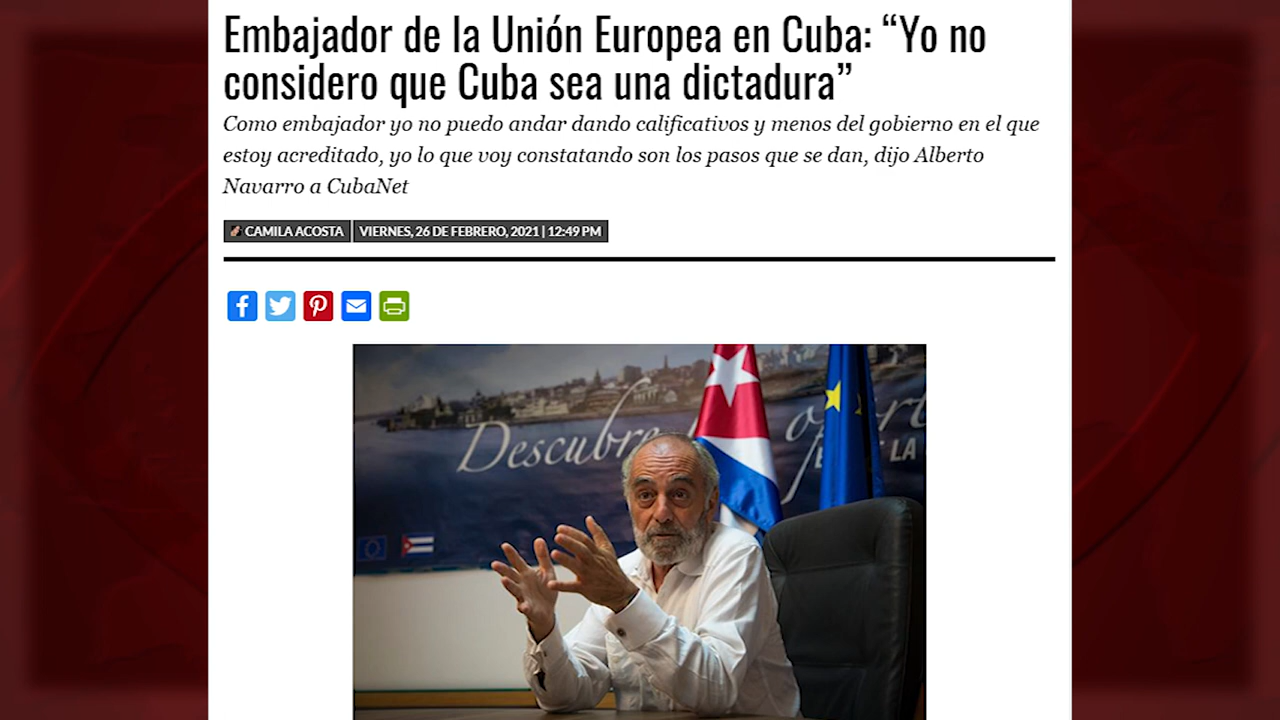 Embajador de la Unión Europea en Cuba: “Yo no
considero que Cuba sea una dictadura”
Como embajador yo no puedo andar dando calificativos y menos del gobierno en el que
estoy acreditado, yo lo que voy constatando son los pasos que se dan, dijo Alberto
Navarro a CubaNet
CAMILA ACOSTA VIERNES, 26 DE FEBRERO, 2021 | 12:49 PM
Descubre
LA